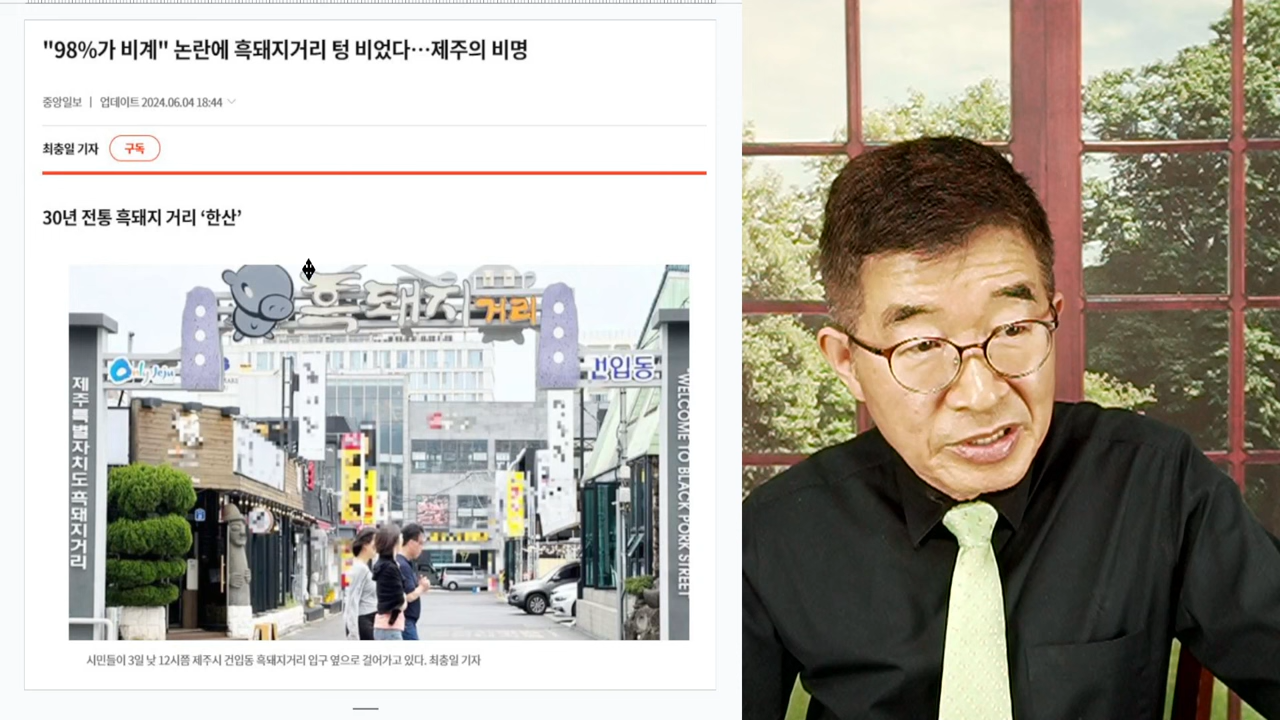 "98%가 비계" 논란에 흑돼지거리 텅 비었다…제주의 비명
중앙일보 | 업데이트 2024.06.04 18:44
최충일 기자 구독
30년 전통 흑돼지 거리 ‘한산’
흑돼지거리
Only Jeju
건입동
제주특별자치도 흑돼지거리
WELCOME TO BLACK PORK STREET
시민들이 3일 낮 12시쯤 제주시 건입동 흑돼지거리 입구 옆으로 걸어가고 있다. 최충일 기자